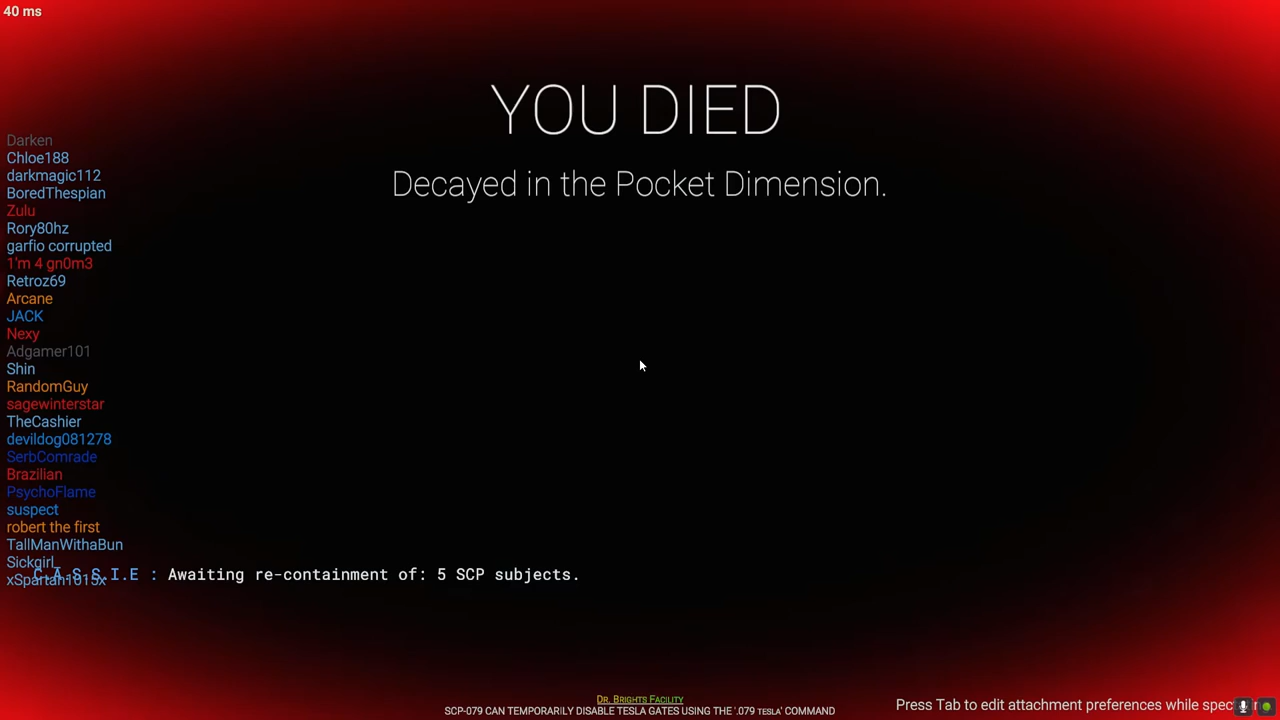 40 ms
YOU DIED
Decayed in the Pocket Dimension.
Darken
Chloe188
darkmagic112
BoredThespian
Zulu
Rory80hz
garfio corrupted
1'm 4 gn0m3
Retroz69
Arcane
JACK
Nexy
Adgamer101
Shin
RandomGuy
sagewinterstar
TheCashier
devildog081278
SerbComrade
Brazilian
PsychoFlame
suspect
robert the first
TallManWithaBun
Sickgirl_
C.A.S.S.I.E : Awaiting re-containment of: 5 SCP subjects.
xSpartan1015x
DR. BRIGHTS FACILITY
SCP-079 CAN TEMPORARILY DISABLE TESLA GATES USING THE '.079 TESLA' COMMAND
Press Tab to edit attachment preferences while